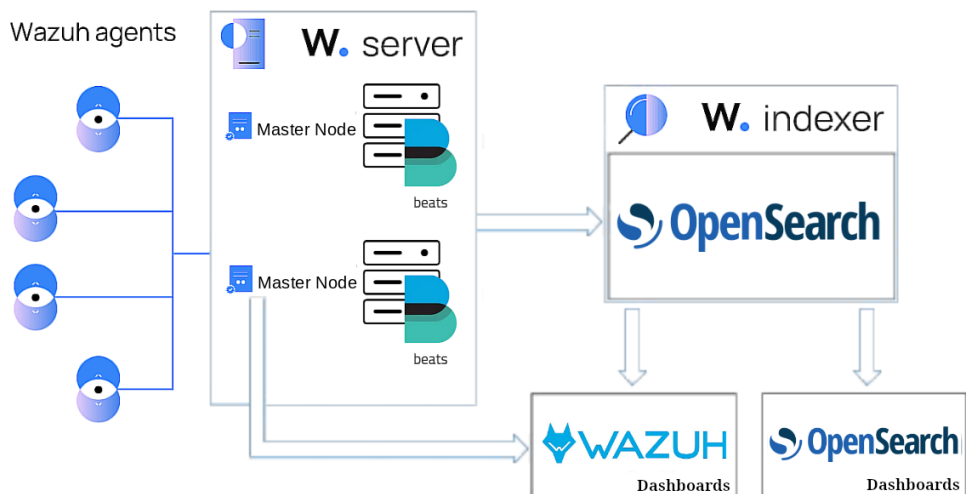 Wazuh agents
W. server
Master Node
beats
Master Node
beats
W. indexer
OpenSearch
WAZUH
Dashboards
OpenSearch
Dashboards